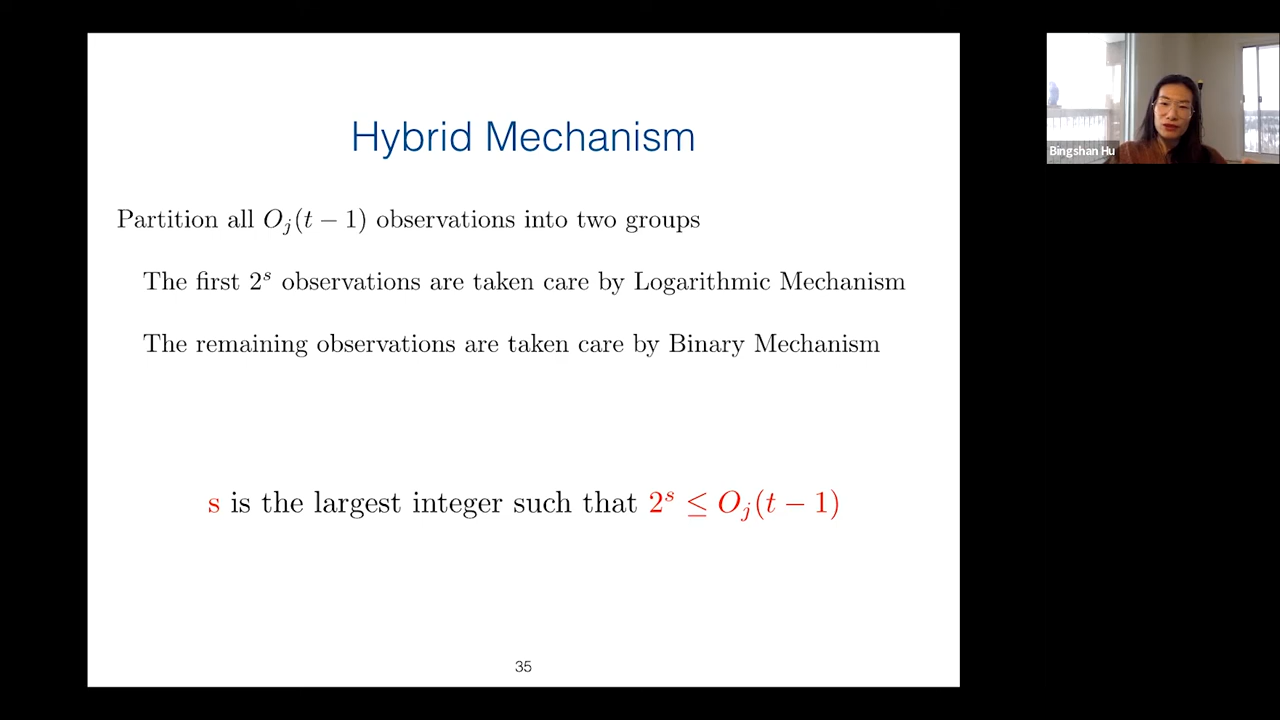 Hybrid Mechanism
Partition all O_j(t − 1) observations into two groups
The first 2^s observations are taken care by Logarithmic Mechanism
The remaining observations are taken care by Binary Mechanism
s is the largest integer such that 2^s ≤ O_j(t − 1)
35
Bingshan Hu